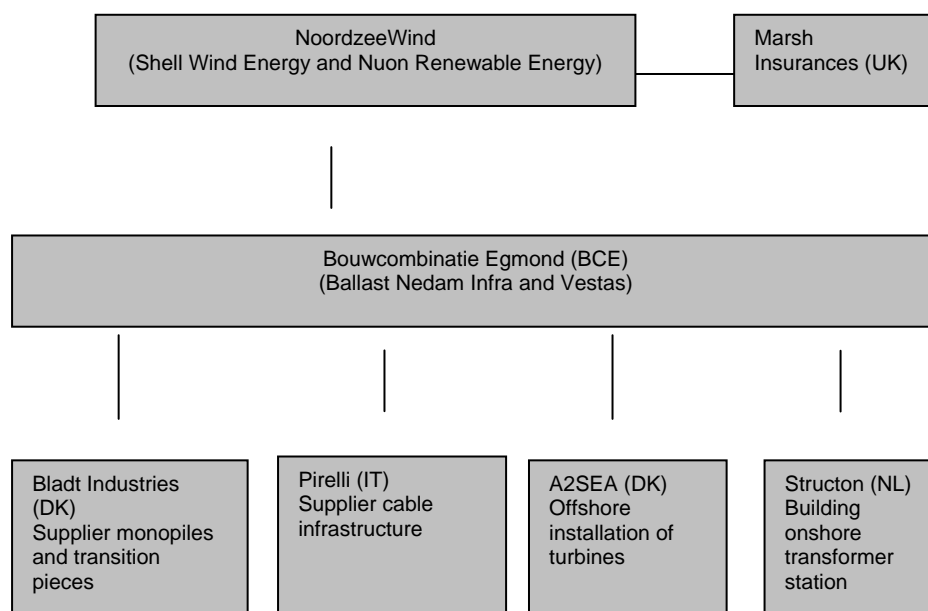 NoordzeeWind
(Shell Wind Energy and Nuon Renewable Energy)
Marsh
Insurances (UK)
Bouwcombinatie Egmond (BCE)
(Ballast Nedam Infra and Vestas)
Bladt Industries
(DK)
Supplier monopiles
and transition
pieces
Pirelli (IT)
Supplier cable
infrastructure
A2SEA (DK)
Offshore
installation of
turbines
Structon (NL)
Building
onshore
transformer
station